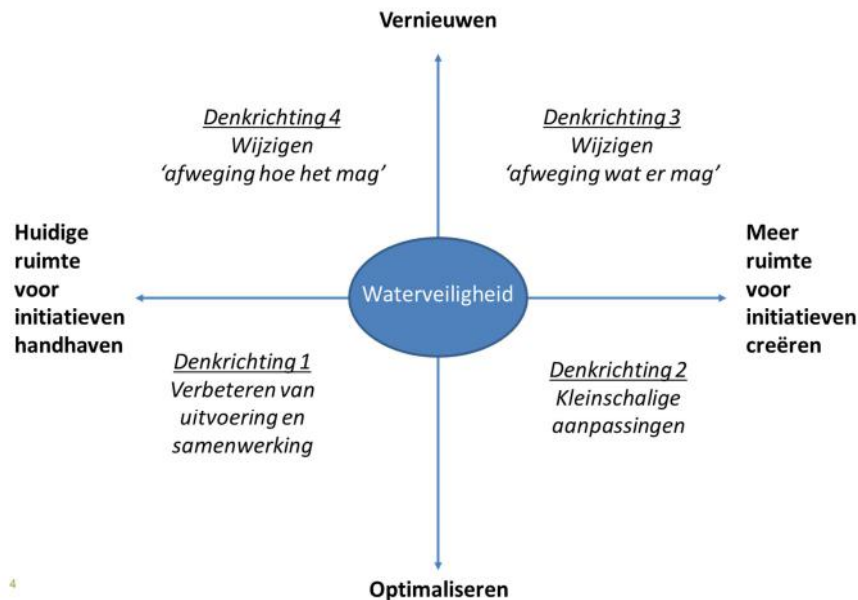 Vernieuwen
Denkrichting 4
Wijzigen
‘afweging hoe het mag’
Denkrichting 3
Wijzigen
‘afweging wat er mag’
Huidige
ruimte
voor
initiatieven
handhaven
Waterveiligheid
Meer
ruimte
voor
initiatieven
creëren
Denkrichting 1
Verbeteren van
uitvoering en
samenwerking
Denkrichting 2
Kleinschalige
aanpassingen
4
Optimaliseren